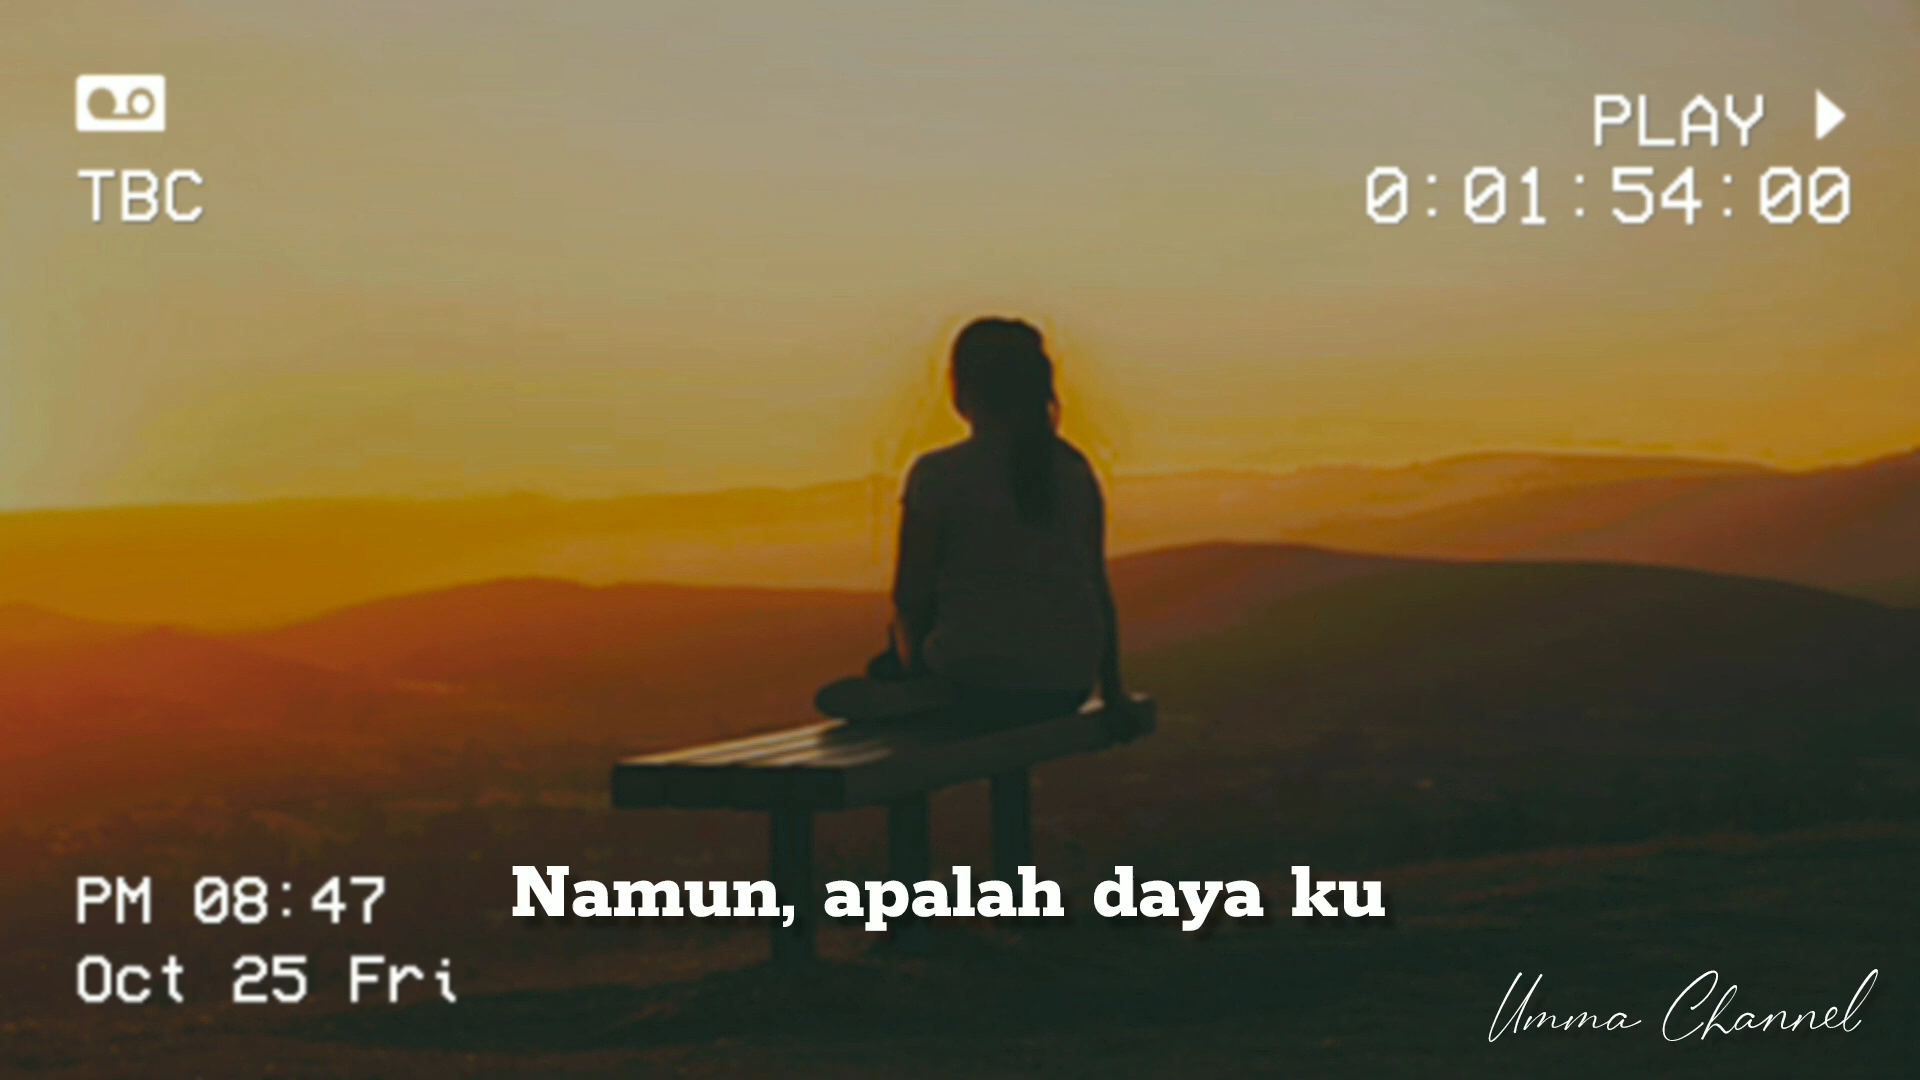 TBC
PLAY
0:01:54:00
Namun, apalah daya ku
PM 08:47
Oct 25 Fri
Umma Channel